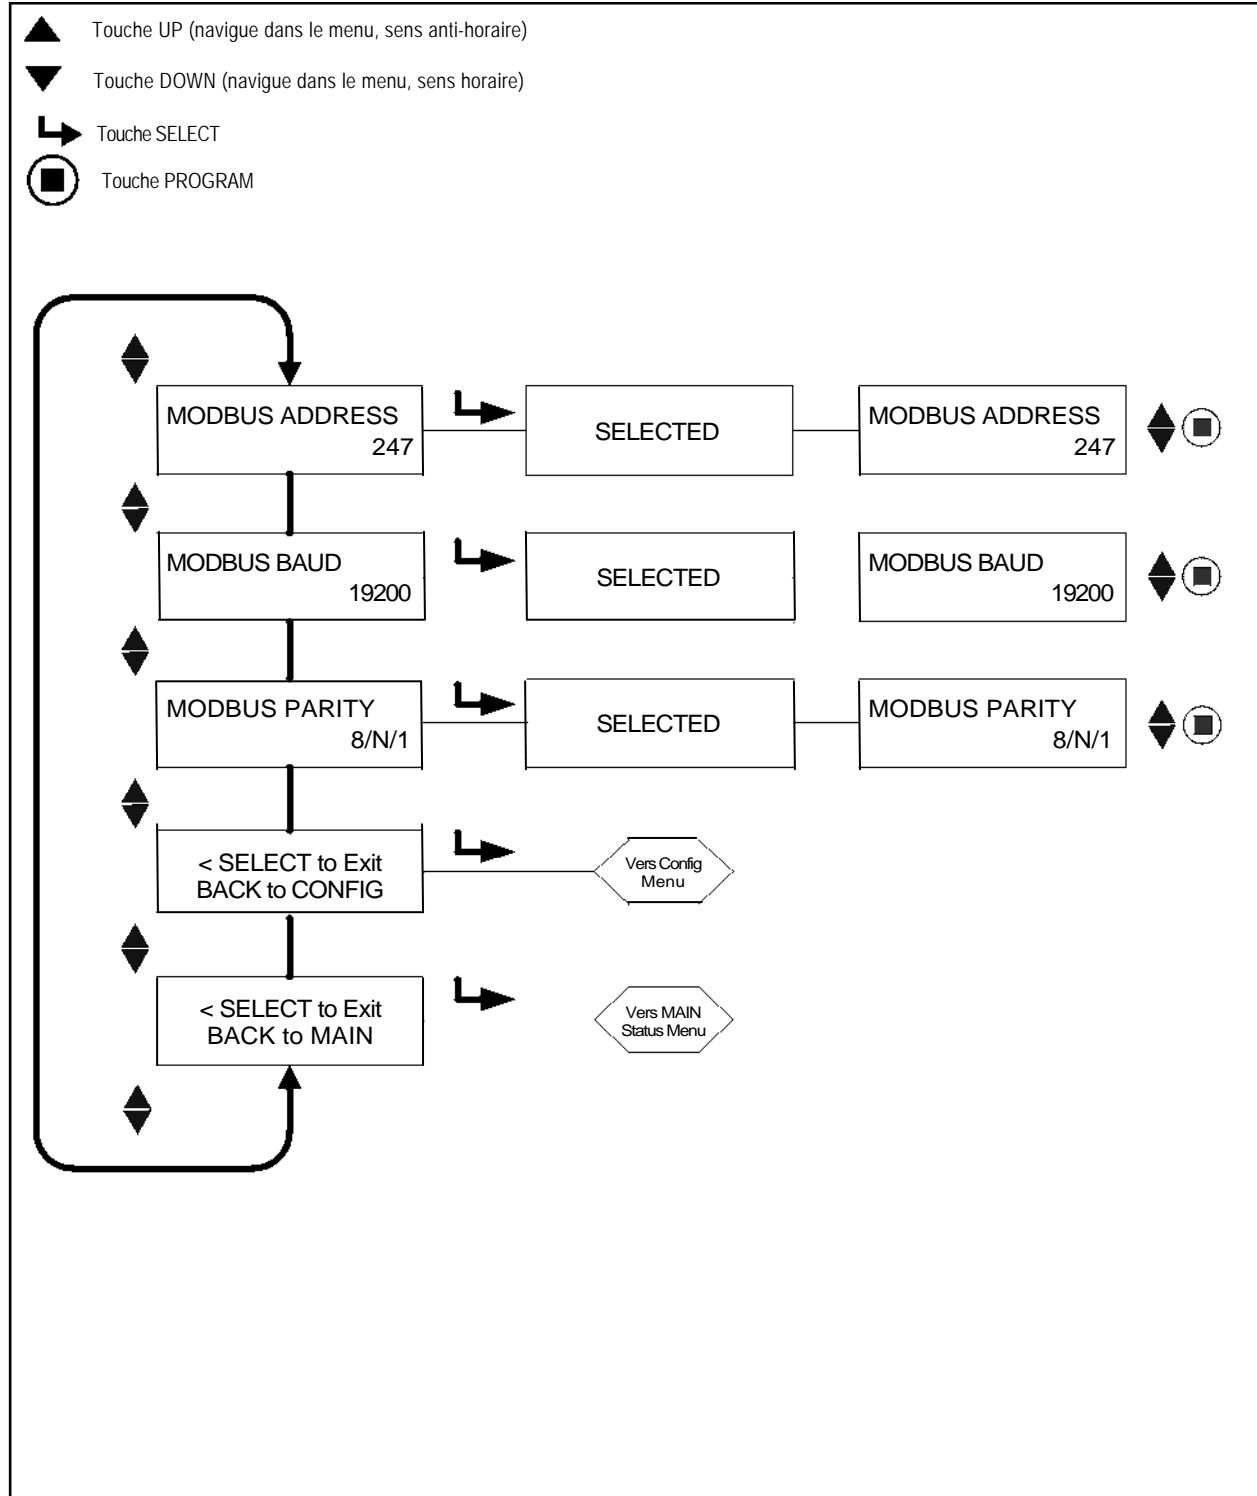 Touche UP (navigue dans le menu, sens anti-horaire)
Touche DOWN (navigue dans le menu, sens horaire)
Touche SELECT
Touche PROGRAM
MODBUS ADDRESS
247
SELECTED
MODBUS ADDRESS
247
MODBUS BAUD
19200
SELECTED
MODBUS BAUD
19200
MODBUS PARITY
8/N/1
SELECTED
MODBUS PARITY
8/N/1
< SELECT to Exit
BACK to CONFIG
Vers Config
Menu
< SELECT to Exit
BACK to MAIN
Vers MAIN
Status Menu